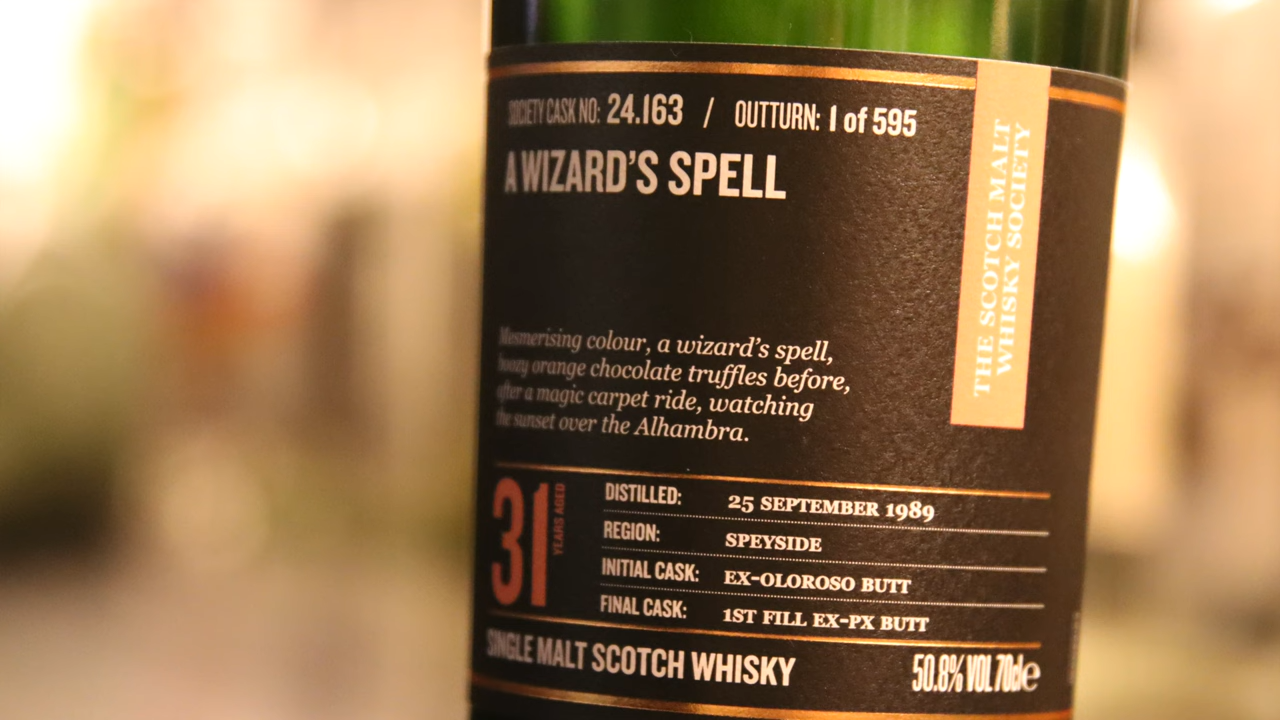 SOCIETY CASK NO: 24.163 / OUTTURN: 1 of 595
A WIZARD'S SPELL
THE SCOTCH MALT
WHISKY SOCIETY
Mesmerising colour, a wizard's spell,
boozy orange chocolate truffles before,
after a magic carpet ride, watching
the sunset over the Alhambra.
31 YEARS AGED
DISTILLED: 25 SEPTEMBER 1989
REGION: SPEYSIDE
INITIAL CASK: EX-OLOROSO BUTT
FINAL CASK: 1ST FILL EX-PX BUTT
SINGLE MALT SCOTCH WHISKY 50.8% VOL 70cl e